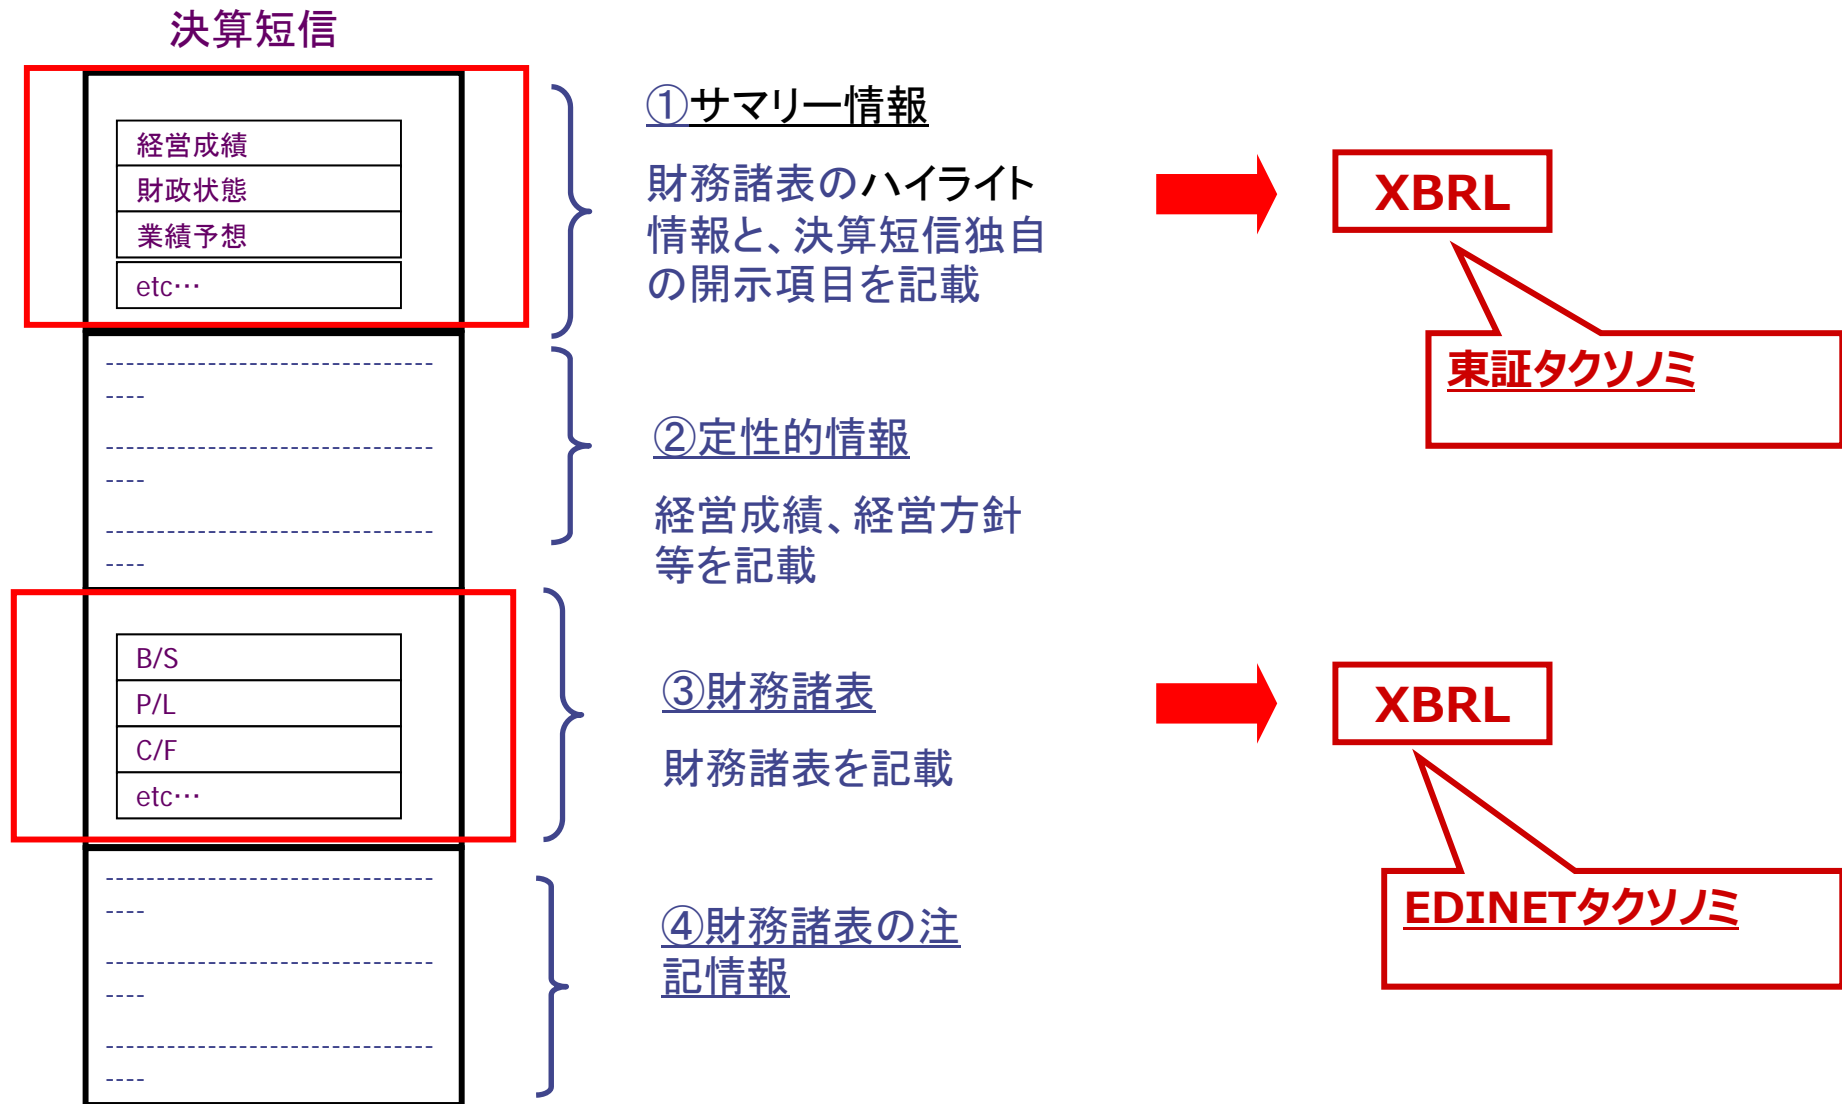 決算短信
経営成績
財政状態
業績予想
etc…
①サマリー情報
財務諸表のハイライト
情報と、決算短信独自
の開示項目を記載
XBRL
東証タクソノミ
--------------------------------
----
--------------------------------
----
--------------------------------
----
②定性的情報
経営成績、経営方針
等を記載
B/S
P/L
C/F
etc…
③財務諸表
財務諸表を記載
XBRL
EDINETタクソノミ
--------------------------------
----
--------------------------------
----
--------------------------------
----
④財務諸表の注
記情報